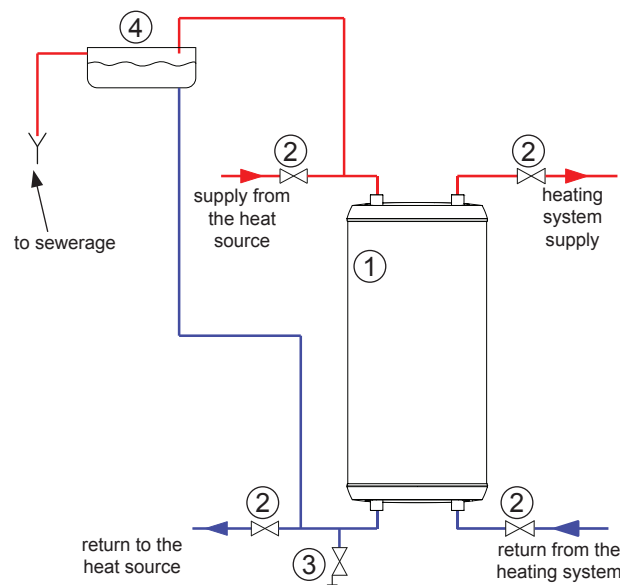 4
2
2
supply from
the heat
source
heating
system
supply
to sewerage
1
2
2
return to the
heat source
3
return from the
heating system